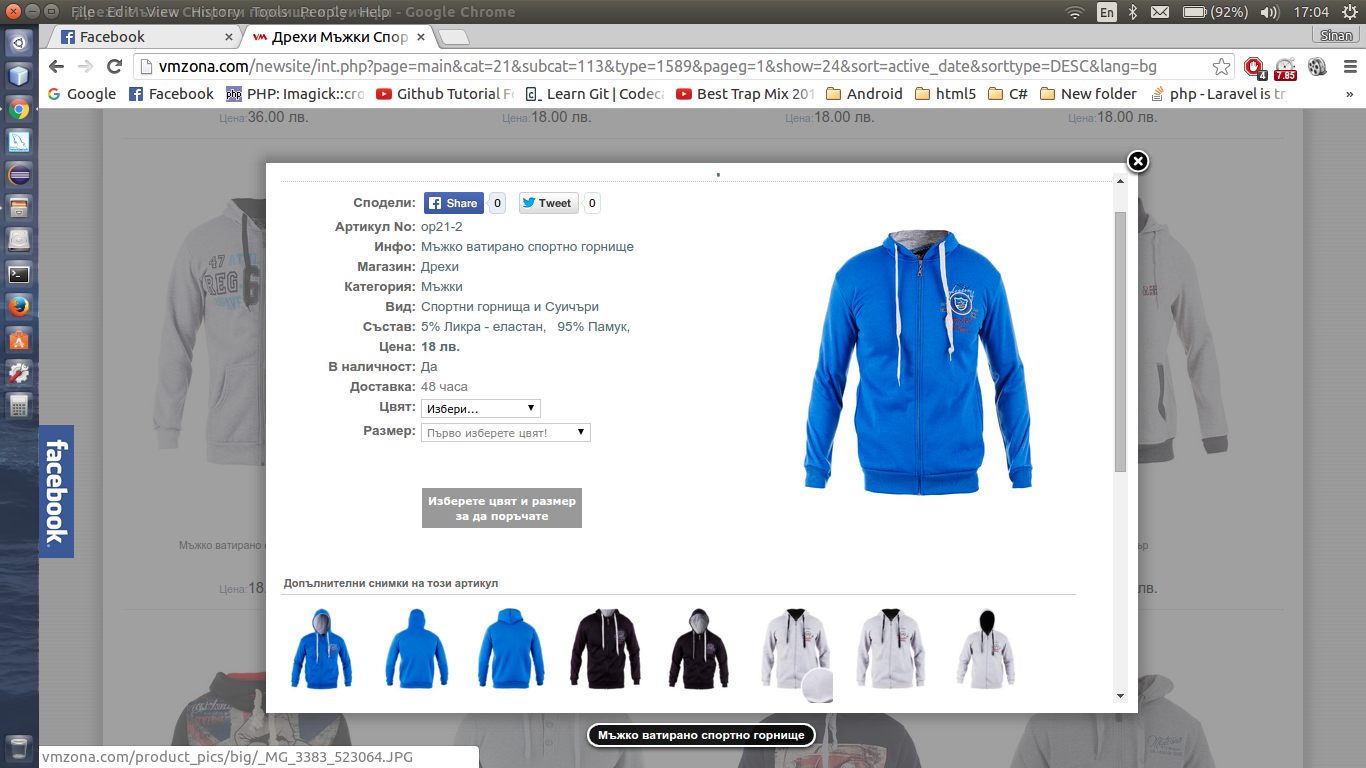 File Edit View History Tools People Help - Google Chrome
En (92%) 17:04
Facebook
Дрехи Мъжки Спор
Sinan
vmzona.com/newsite/int.php?page=main&cat=21&subcat=113&type=1589&pageg=1&show=24&sort=active_date&sorttype=DESC&lang=bg
4 7.85
Google Facebook PHP: Imagick::cro Github Tutorial Fo Learn Git | Codeca Best Trap Mix 201 Android html5 C# New folder php - Laravel is tr »
Цена:36.00 лв. Цена:18.00 лв. Цена:18.00 лв. Цена:18.00 лв.
Сподели: Share 0 Tweet 0
Артикул No: op21-2
Инфо: Мъжко ватирано спортно горнище
Магазин: Дрехи
Категория: Мъжки
Вид: Спортни горнища и Суичъри
Състав: 5% Ликра - еластан, 95% Памук,
Цена: 18 лв.
В наличност: Да
Доставка: 48 часа
Цвят: Избери...
Размер: Първо изберете цвят!
Изберете цвят и размер
за да поръчате
47
REG 6
facebook
Мъжко ватирано
Цена:18. лв.
Допълнителни снимки на този артикул
Мъжко ватирано спортно горнище
vmzona.com/product_pics/big/_MG_3383_523064.JPG